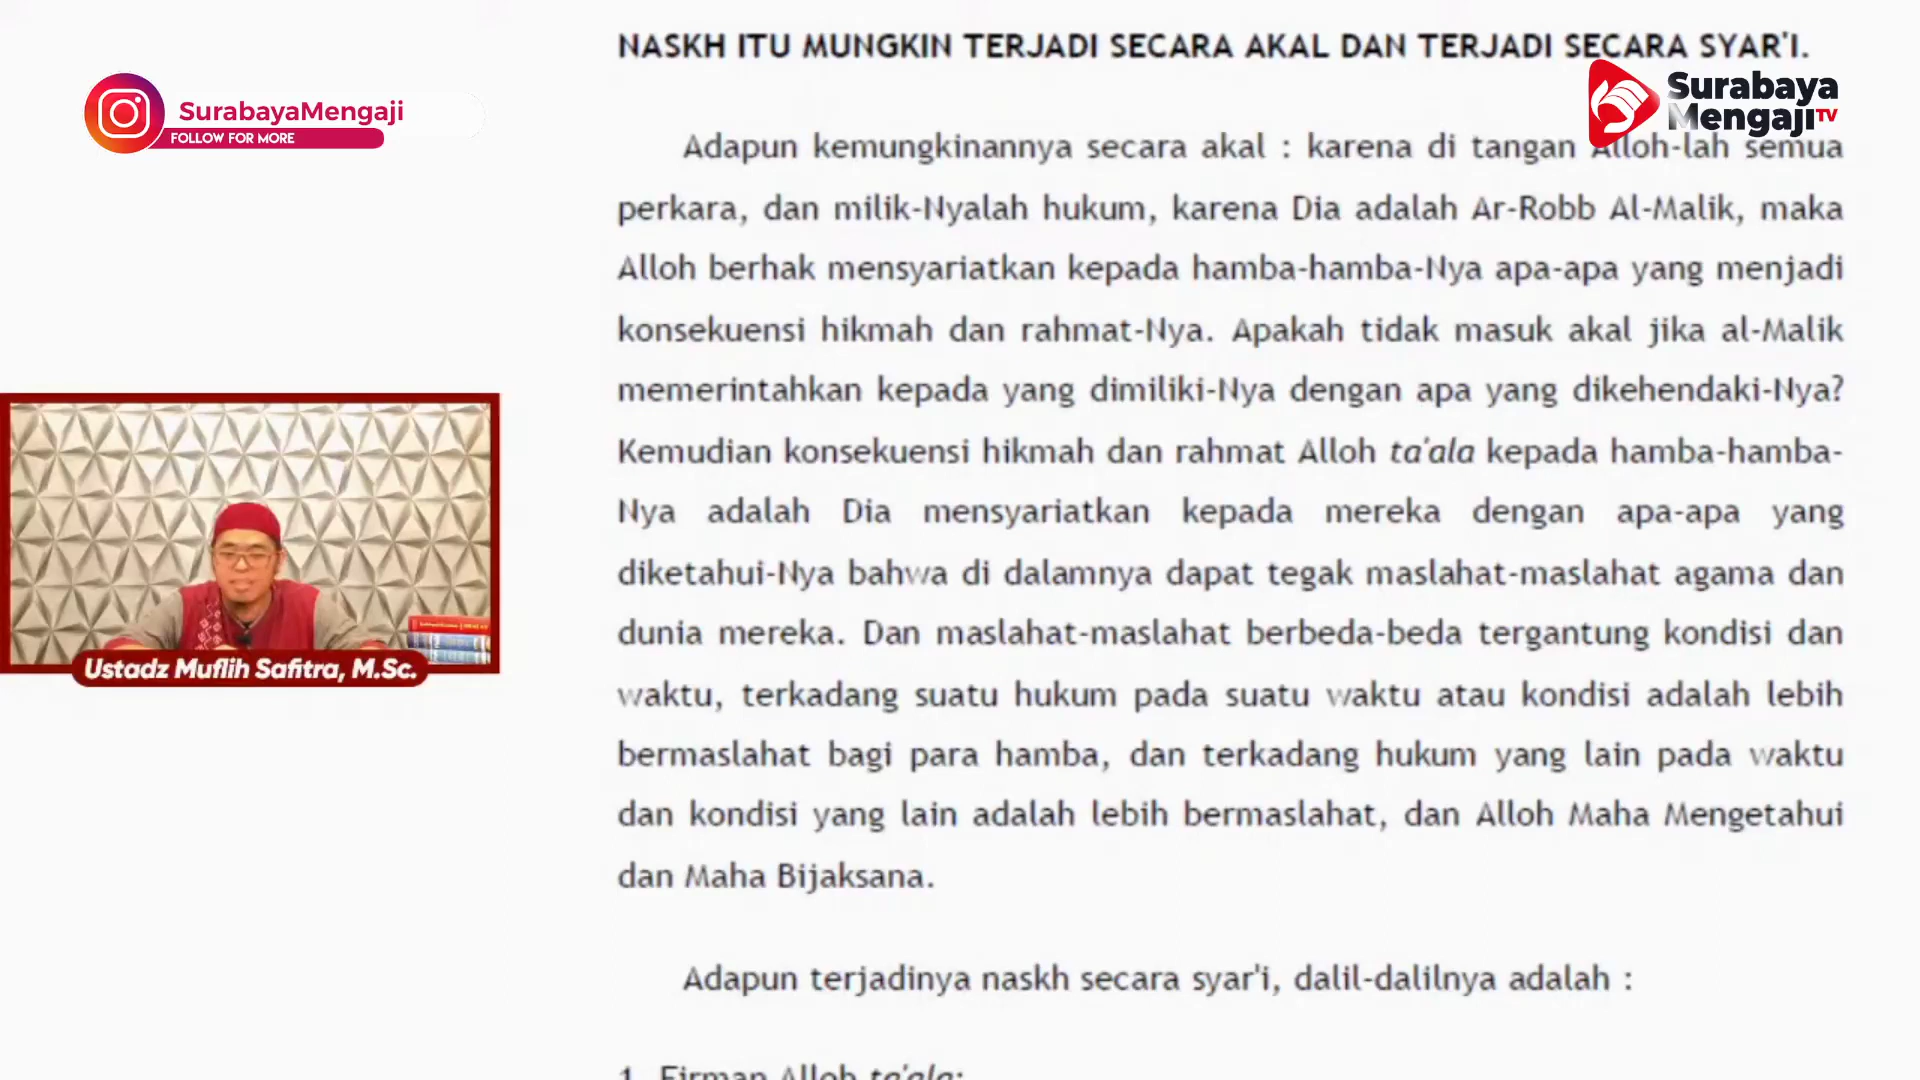 NASKH ITU MUNGKIN TERJADI SECARA AKAL DAN TERJADI SECARA SYAR'I.
SurabayaMengaji
FOLLOW FOR MORE
Surabaya
Mengaji TV
Adapun kemungkinannya secara akal : karena di tangan Alloh-lah semua
perkara, dan milik-Nyalah hukum, karena Dia adalah Ar-Robb Al-Malik, maka
Alloh berhak mensyariatkan kepada hamba-hamba-Nya apa-apa yang menjadi
konsekuensi hikmah dan rahmat-Nya. Apakah tidak masuk akal jika al-Malik
memerintahkan kepada yang dimiliki-Nya dengan apa yang dikehendaki-Nya?
Kemudian konsekuensi hikmah dan rahmat Alloh ta'ala kepada hamba-hamba-
Nya adalah Dia mensyariatkan kepada mereka dengan apa-apa yang
diketahui-Nya bahwa di dalamnya dapat tegak maslahat-maslahat agama dan
dunia mereka. Dan maslahat-maslahat berbeda-beda tergantung kondisi dan
waktu, terkadang suatu hukum pada suatu waktu atau kondisi adalah lebih
bermaslahat bagi para hamba, dan terkadang hukum yang lain pada waktu
dan kondisi yang lain adalah lebih bermaslahat, dan Alloh Maha Mengetahui
dan Maha Bijaksana.
Ustadz Muflih Safitra, M.Sc.
Adapun terjadinya naskh secara syar'i, dalil-dalilnya adalah :
1. Firman Alloh ta'ala: